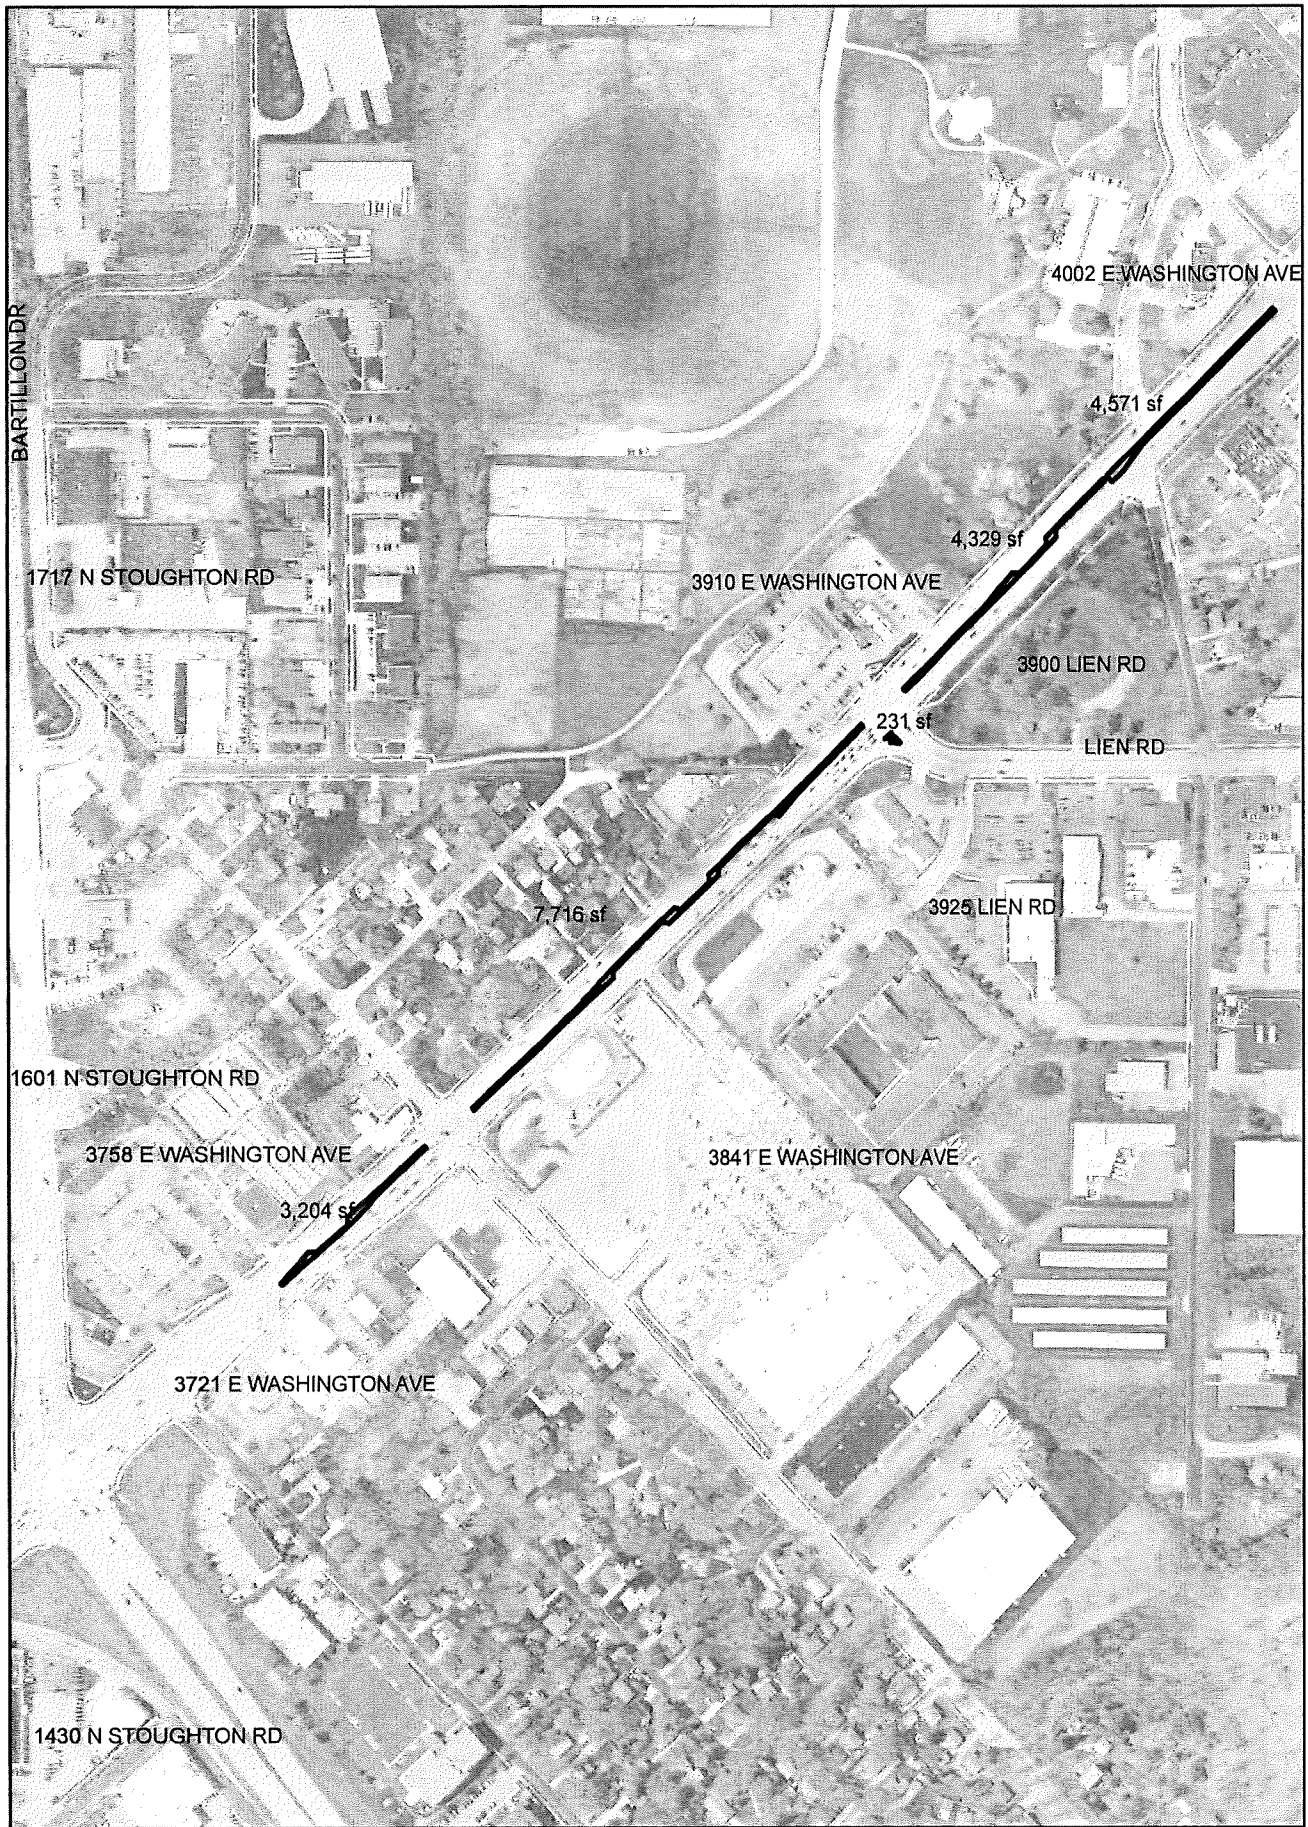 4002 E WASHINGTON AVE
BARTILLON DR
4,571 sf
4,329 sf
1717 N STOUGHTON RD
3910 E WASHINGTON AVE
3900 LIEN RD
231 sf
LIEN RD
3925 LIEN RD
7,716 sf
1601 N STOUGHTON RD
3758 E WASHINGTON AVE
3841 E WASHINGTON AVE
3,204 sf
3721 E WASHINGTON AVE
1430 N STOUGHTON RD